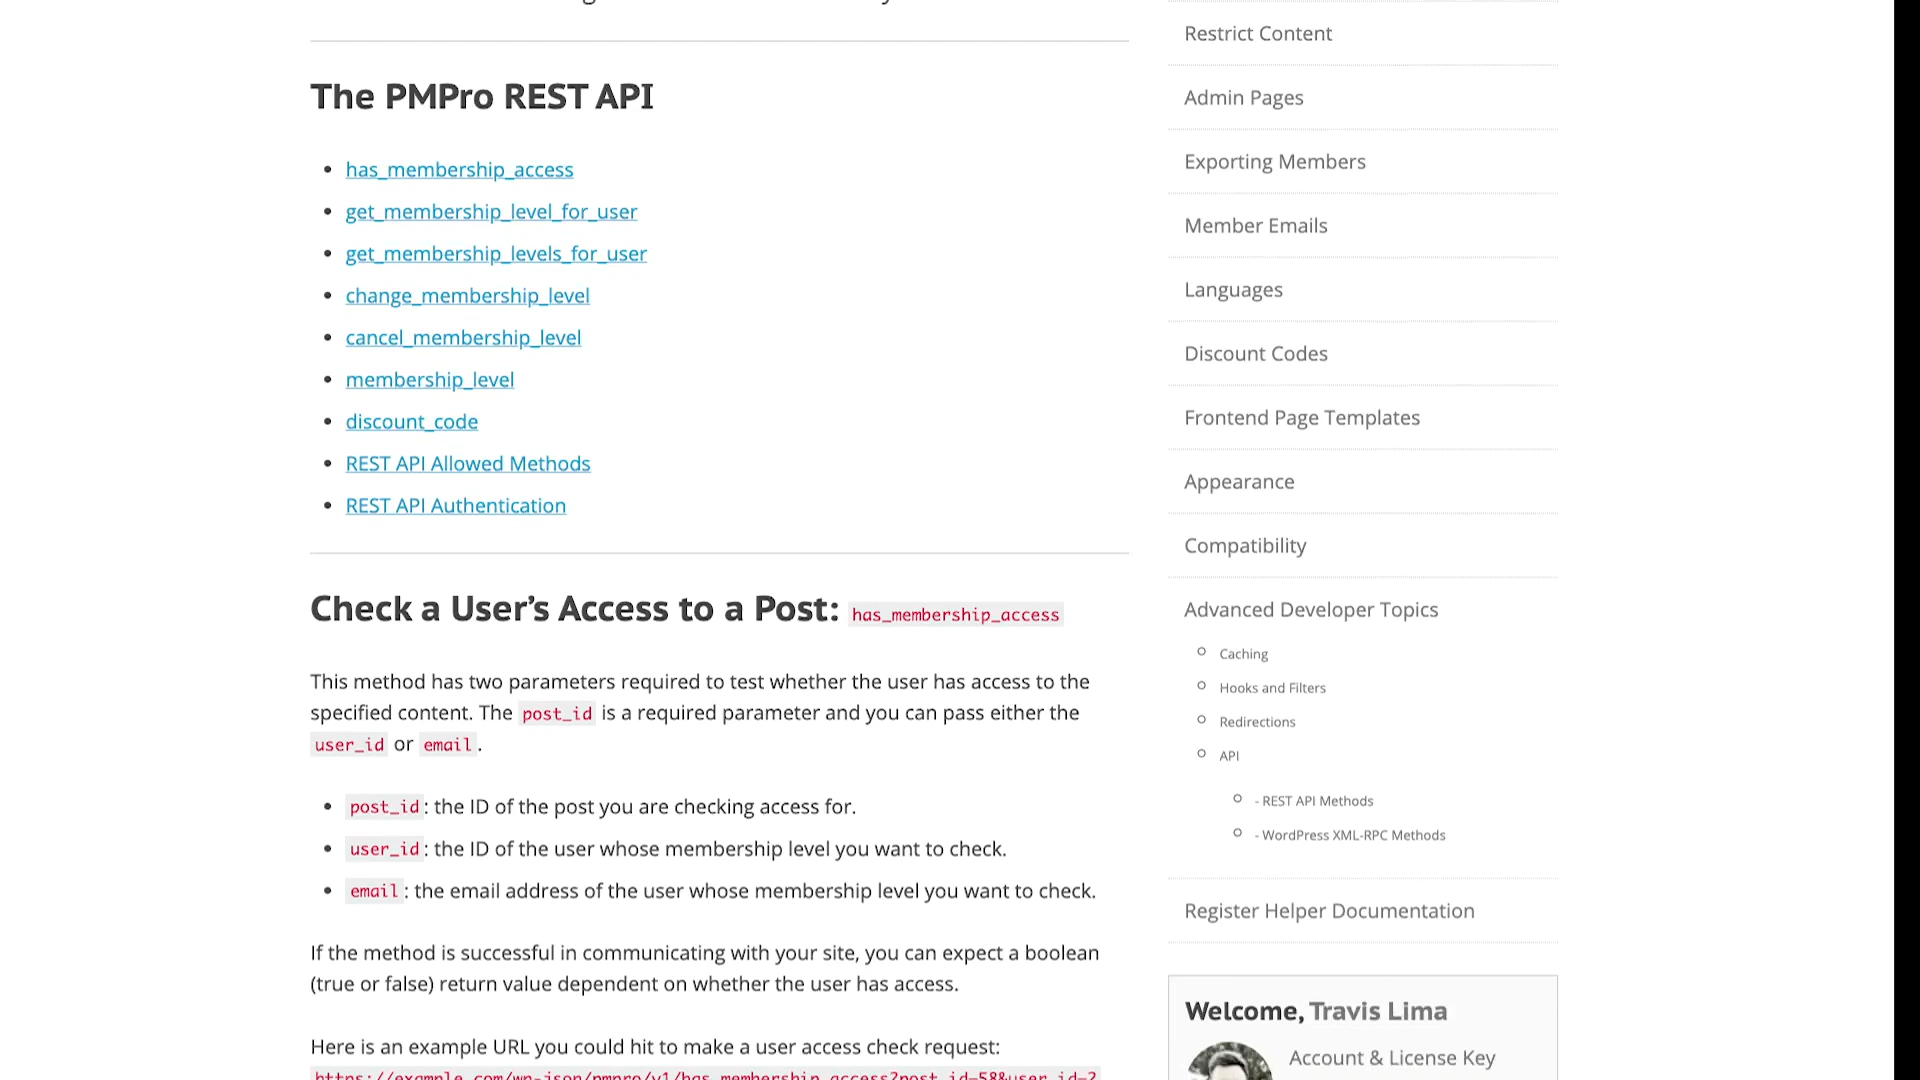 The PMPro REST API
has_membership_access
get_membership_level_for_user
get_membership_levels_for_user
change_membership_level
cancel_membership_level
membership_level
discount_code
REST API Allowed Methods
REST API Authentication
Check a User’s Access to a Post: has_membership_access
This method has two parameters required to test whether the user has access to the
specified content. The post_id is a required parameter and you can pass either the
user_id or email.
post_id: the ID of the post you are checking access for.
user_id: the ID of the user whose membership level you want to check.
email: the email address of the user whose membership level you want to check.
If the method is successful in communicating with your site, you can expect a boolean
(true or false) return value dependent on whether the user has access.
Here is an example URL you could hit to make a user access check request:
https://example.com/wp-json/pmpro/v1/has_membership_access?post_id=58&user_id=2
Restrict Content
Admin Pages
Exporting Members
Member Emails
Languages
Discount Codes
Frontend Page Templates
Appearance
Compatibility
Advanced Developer Topics
Caching
Hooks and Filters
Redirections
API
- REST API Methods
- WordPress XML-RPC Methods
Register Helper Documentation
Welcome, Travis Lima
Account & License Key